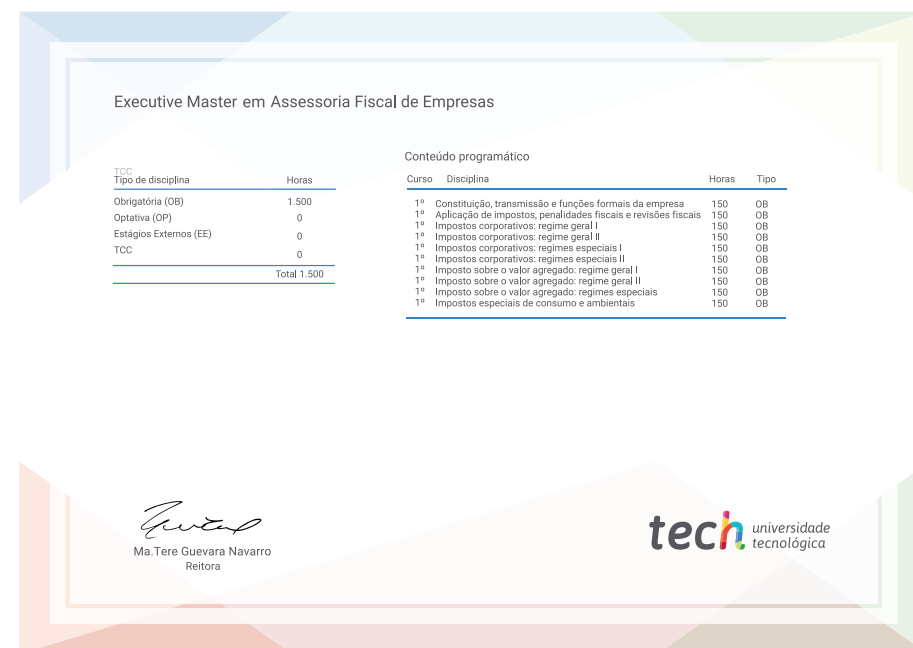 Executive Master em Assessoria Fiscal de Empresas
TCC
Tipo de disciplina Horas
Obrigatória (OB) 1.500
Optativa (OP) 0
Estágios Externos (EE) 0
TCC 0
Total 1.500
Conteúdo programático
Curso Disciplina Horas Tipo
1º Constituição, transmissão e funções formais da empresa 150 OB
1º Aplicação de impostos, penalidades fiscais e revisões fiscais 150 OB
1º Impostos corporativos: regime geral I 150 OB
1º Impostos corporativos: regime geral II 150 OB
1º Impostos corporativos: regimes especiais I 150 OB
1º Impostos corporativos: regimes especiais II 150 OB
1º Imposto sobre o valor agregado: regime geral I 150 OB
1º Imposto sobre o valor agregado: regime geral II 150 OB
1º Imposto sobre o valor agregado: regimes especiais 150 OB
1º Impostos especiais de consumo e ambientais 150 OB
Ma.Tere Guevara Navarro
Reitora
tech universidade
tecnológica